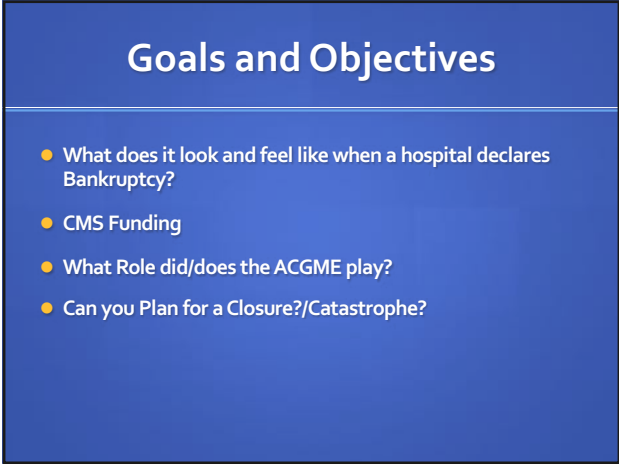 Goals and Objectives
What does it look and feel like when a hospital declares
Bankruptcy?
CMS Funding
What Role did/does the ACGME play?
Can you Plan for a Closure?/Catastrophe?